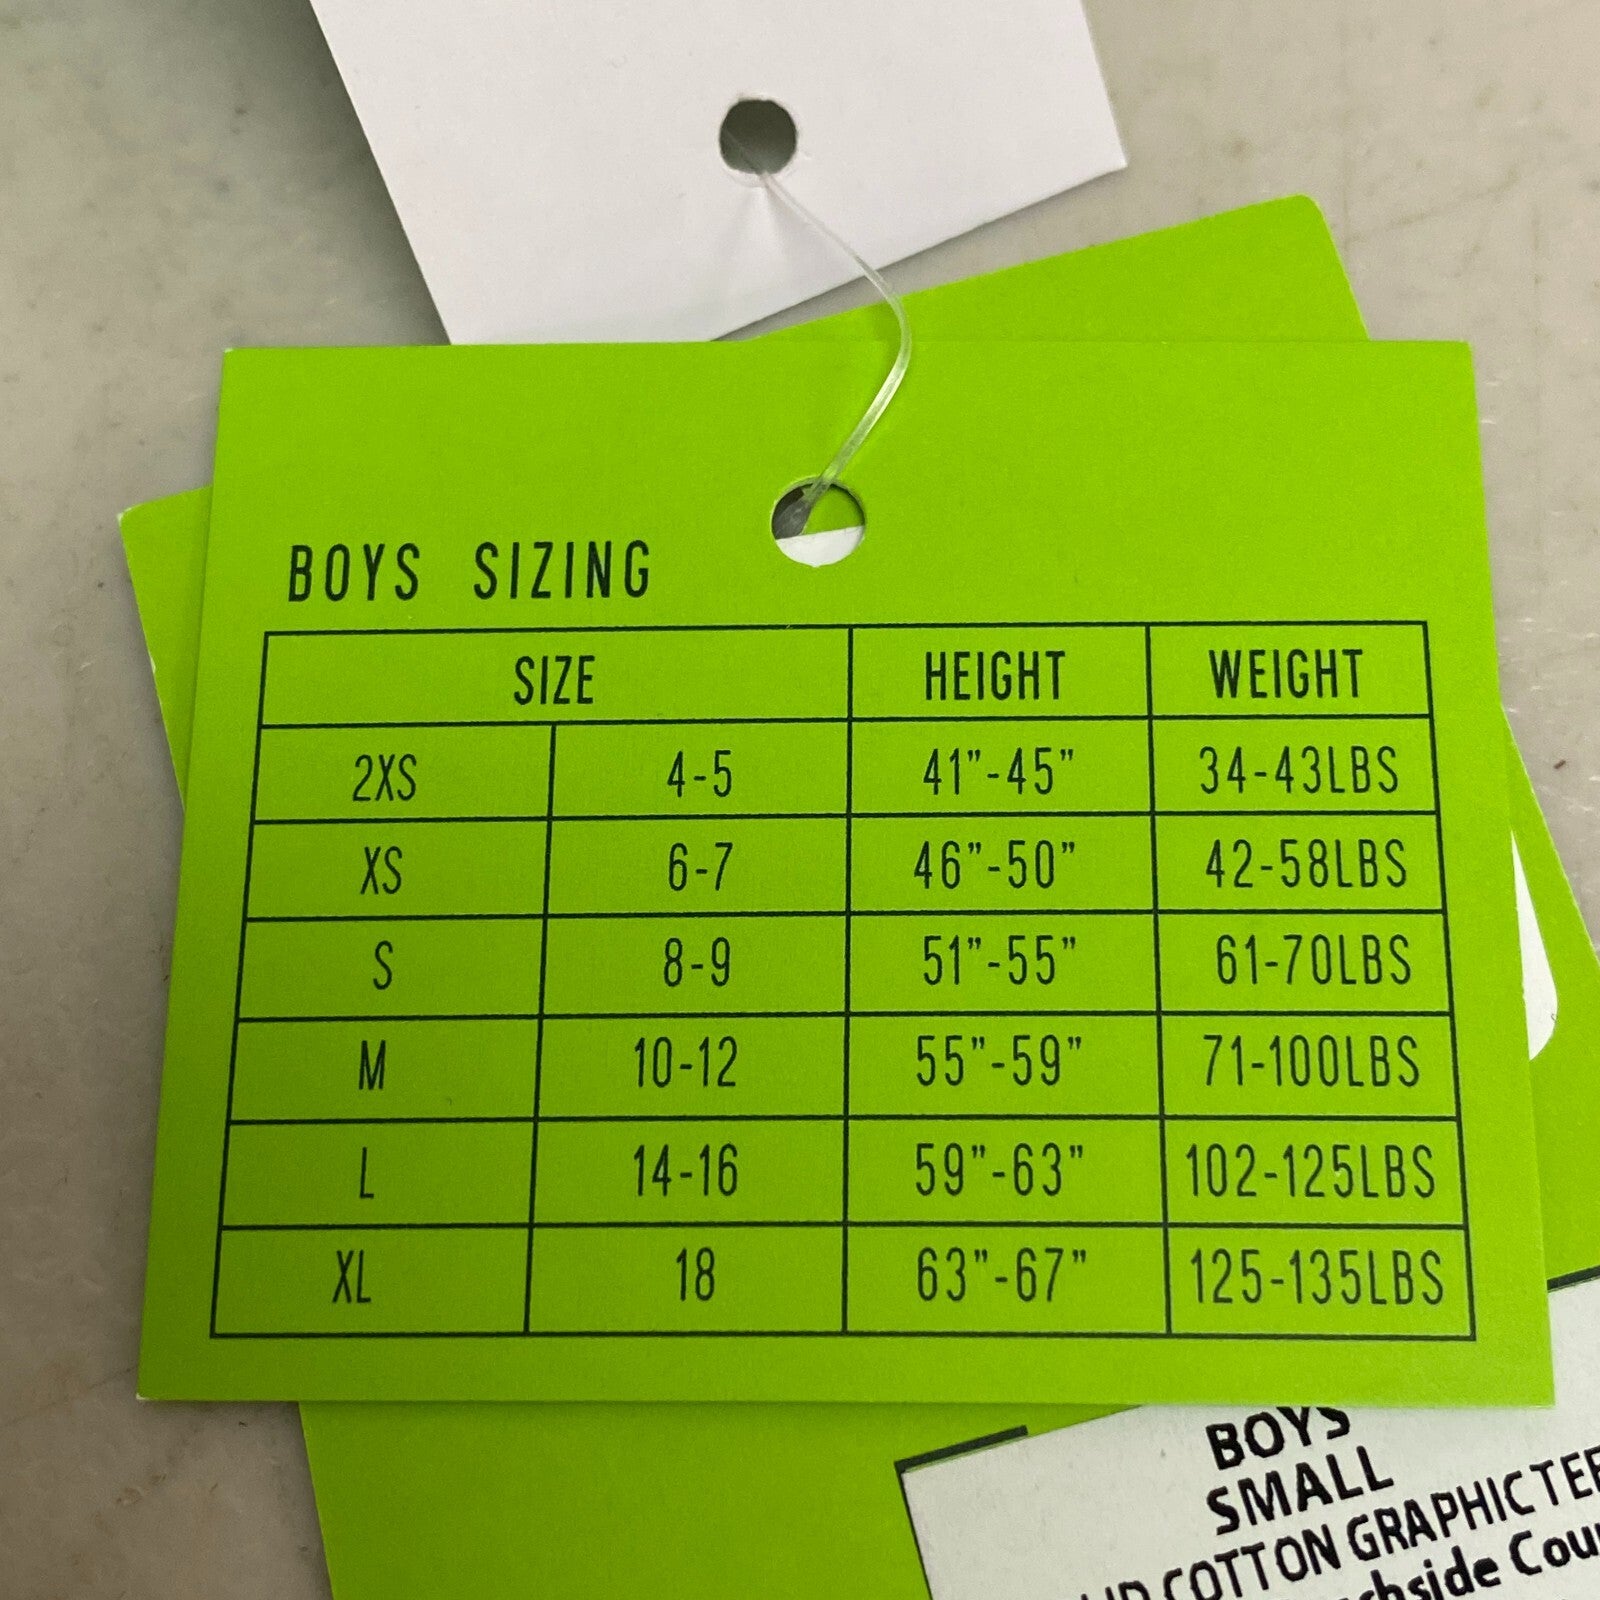 BOYS SIZING
SIZE HEIGHT WEIGHT
2XS 4-5 41"-45" 34-43LBS
XS 6-7 46"-50" 42-58LBS
S 8-9 51"-55" 61-70LBS
M 10-12 55"-59" 71-100LBS
L 14-16 59"-63" 102-125LBS
XL 18 63"-67" 125-135LBS
BOYS
SMALL
COTTON GRAPHIC TEE